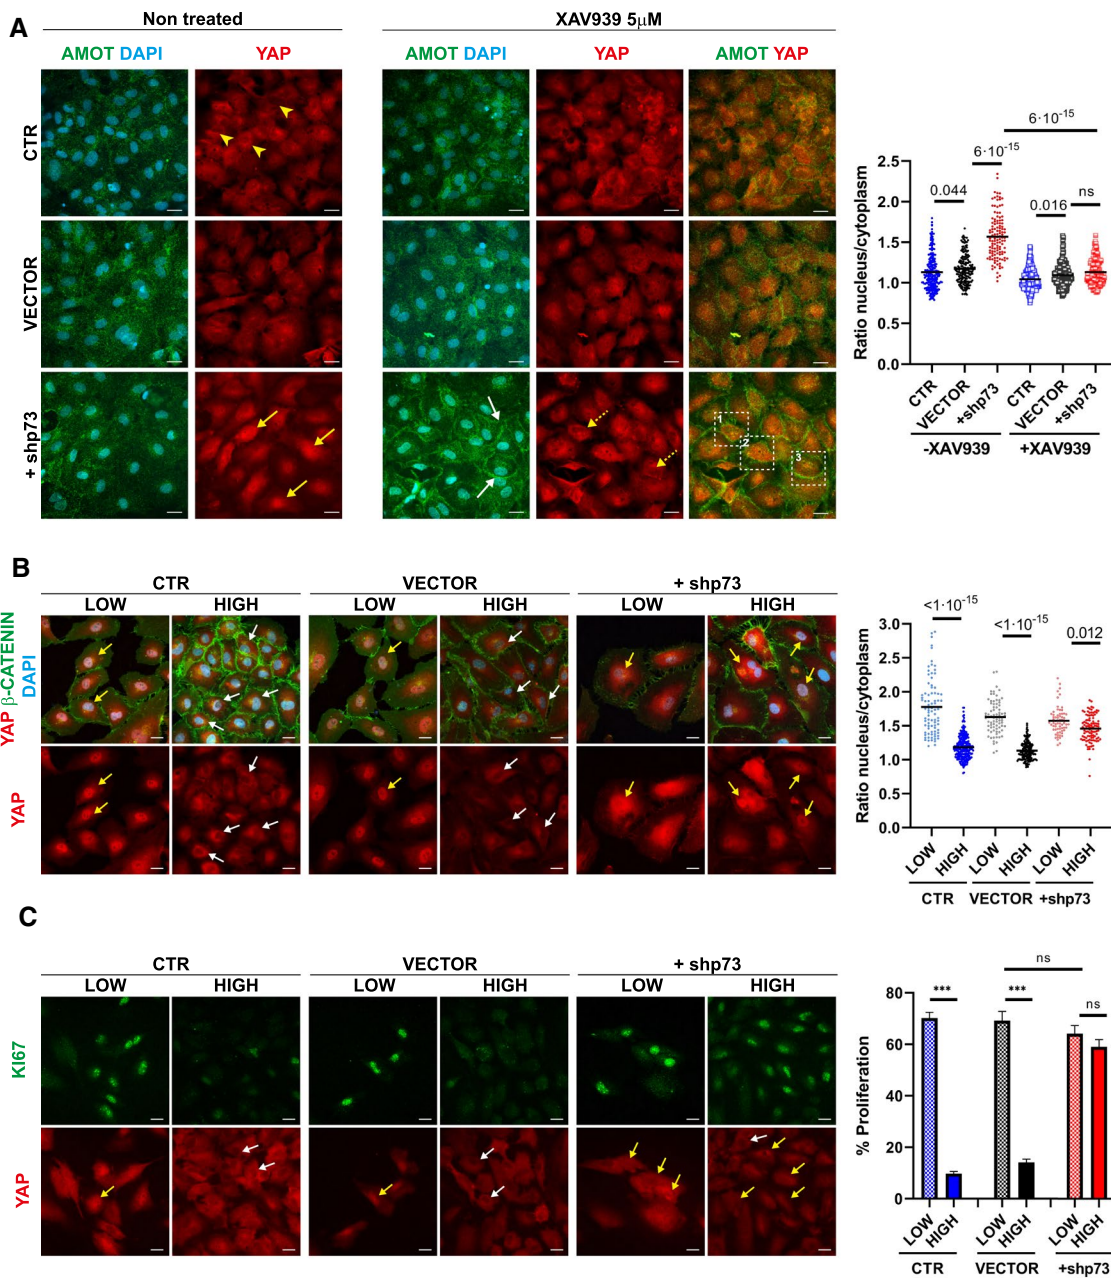 A
Non treated
XAV939 5μM
AMOT DAPI
YAP
AMOT DAPI
YAP
AMOT YAP
CTR
VECTOR
+ shp73
1
2
3
Ratio nucleus/cytoplasm
2.5
2.0
1.5
1.0
0.5
0.0
0.044
6·10-15
6·10-15
0.016
ns
CTR
VECTOR
+shp73
CTR
VECTOR
+shp73
-XAV939
+XAV939
B
CTR
VECTOR
+ shp73
LOW
HIGH
LOW
HIGH
LOW
HIGH
YAP β-CATENIN
DAPI
YAP
Ratio nucleus/cytoplasm
3.0
2.5
2.0
1.5
1.0
0.5
0.0
<1·10-15
<1·10-15
0.012
LOW
HIGH
LOW
HIGH
LOW
HIGH
CTR
VECTOR
+shp73
C
CTR
VECTOR
+ shp73
LOW
HIGH
LOW
HIGH
LOW
HIGH
KI67
YAP
% Proliferation
80
60
40
20
0
***
***
ns
ns
LOW
HIGH
LOW
HIGH
LOW
HIGH
CTR
VECTOR
+shp73